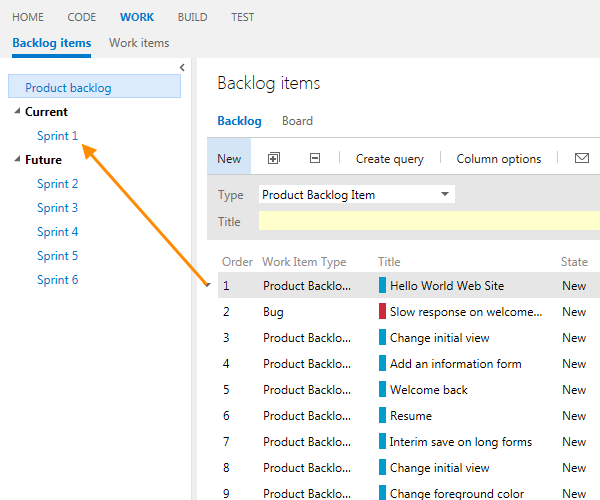 HOME CODE WORK BUILD TEST
Backlog items Work items
Product backlog
Current
Sprint 1
Future
Sprint 2
Sprint 3
Sprint 4
Sprint 5
Sprint 6
Backlog items
Backlog Board
New Create query Column options
Type Product Backlog Item
Title
Order Work Item Type Title State
1 Product Backlo... Hello World Web Site New
2 Bug Slow response on welcome... New
3 Product Backlo... Change initial view New
4 Product Backlo... Add an information form New
5 Product Backlo... Welcome back New
6 Product Backlo... Resume New
7 Product Backlo... Interim save on long forms New
8 Product Backlo... Change initial view New
9 Product Backlo... Change foreground color New